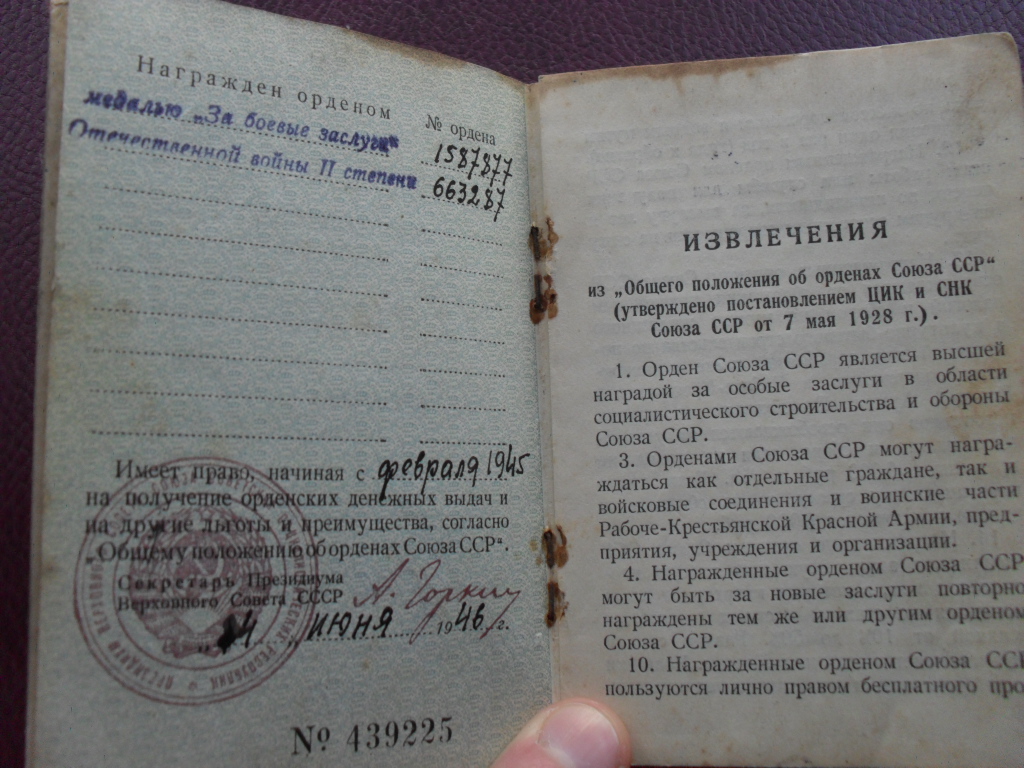 Награжден орденом
№ ордена
медалью „За боевые заслуги“ 1587877
Отечественной войны II степени 663287
Имеет право, начиная с февраля 1945
на получение орденских денежных выдач и
на другие льготы и преимущества, согласно
„Общему положению об орденах Союза ССР“.
Секретарь Президиума
Верховного Совета СССР А. Горкин
„14„ июня 1946 г.
№ 439225
ИЗВЛЕЧЕНИЯ
из „Общего положения об орденах Союза ССР“
(утверждено постановлением ЦИК и СНК
Союза ССР от 7 мая 1928 г.).
1. Орден Союза ССР является высшей
наградой за особые заслуги в области
социалистического строительства и обороны
Союза ССР.
3. Орденами Союза ССР могут награ-
ждаться как отдельные граждане, так и
войсковые соединения и воинские части
Рабоче-Крестьянской Красной Армии, пред-
приятия, учреждения и организации.
4. Награжденные орденом Союза ССР
могут быть за новые заслуги повторно
награждены тем же или другим орденом
Союза ССР.
10. Награжденные орденом Союза ССР
пользуются лично правом бесплатного про